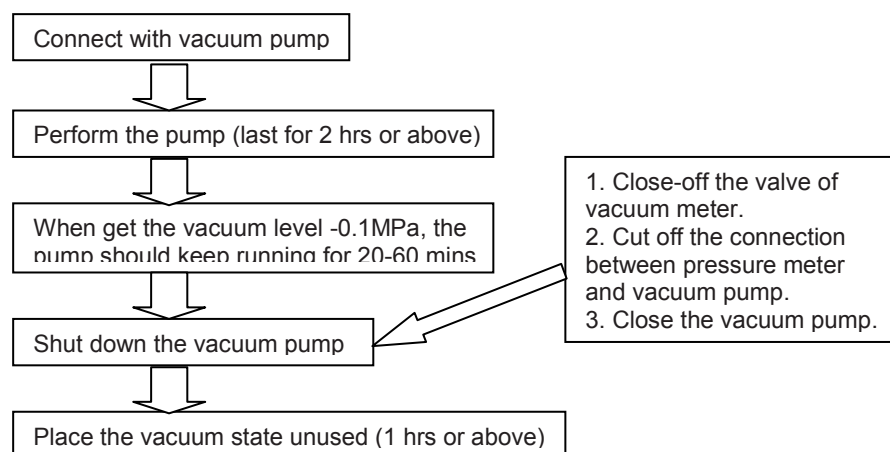 Connect with vacuum pump
Perform the pump (last for 2 hrs or above)
When get the vacuum level -0.1MPa, the
pump should keep running for 20-60 mins
Shut down the vacuum pump
1. Close-off the valve of
vacuum meter.
2. Cut off the connection
between pressure meter
and vacuum pump.
3. Close the vacuum pump.
Place the vacuum state unused (1 hrs or above)